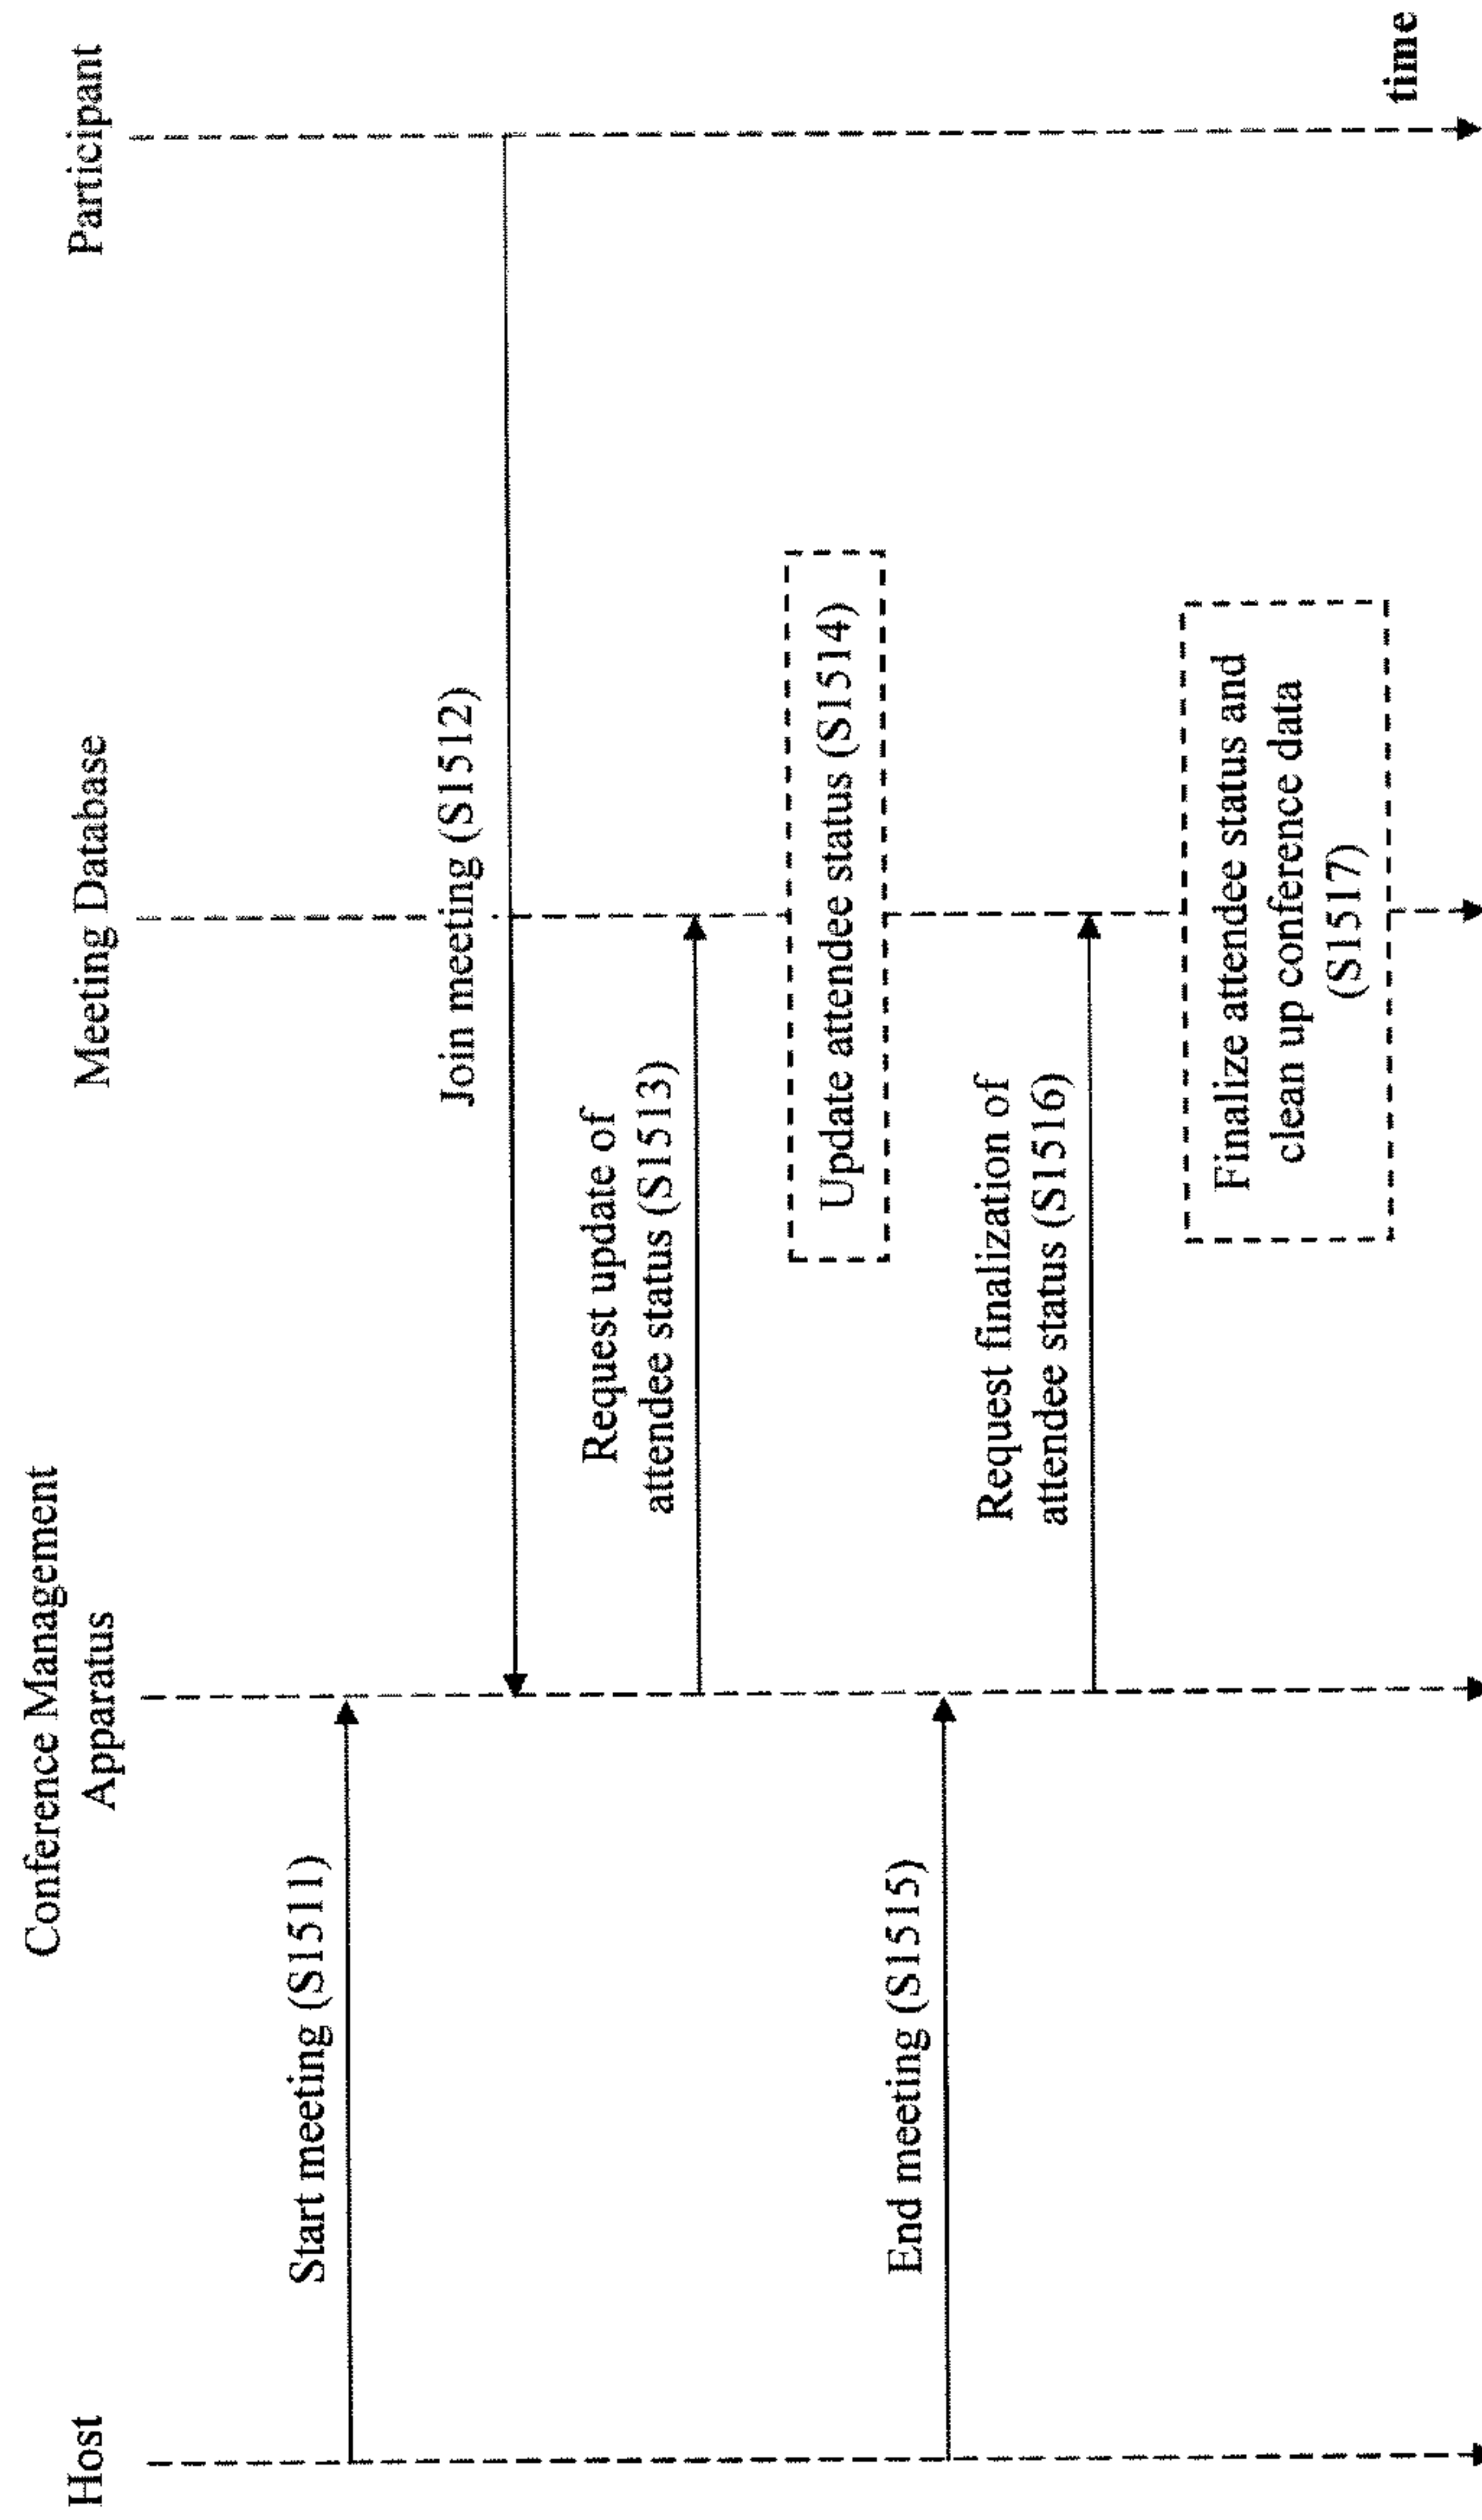 Host
Conference Management
Apparatus
Meeting Database
Participant
Start meeting (S1511)
Join meeting (S1512)
Request update of
attendee status (S1513)
Update attendee status (S1514)
End meeting (S1515)
Request finalization of
attendee status (S1516)
Finalize attendee status and
clean up conference data
(S1517)
time